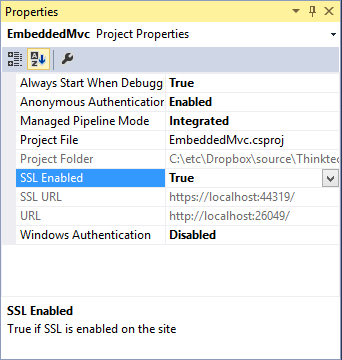 Properties
EmbeddedMvc Project Properties
Always Start When Debugg True
Anonymous Authentication Enabled
Managed Pipeline Mode Integrated
Project File EmbeddedMvc.csproj
Project Folder C:\etc\Dropbox\source\Thinktec
SSL Enabled True
SSL URL https://localhost:44319/
URL http://localhost:26049/
Windows Authentication Disabled
SSL Enabled
True if SSL is enabled on the site